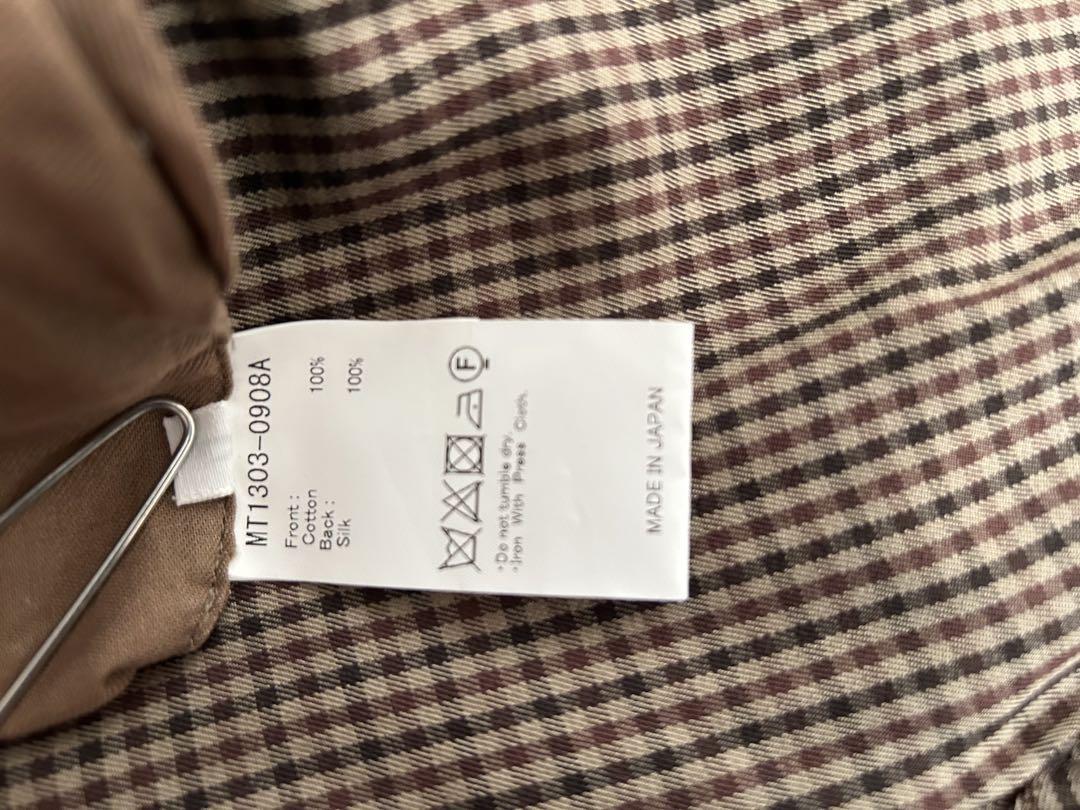 MT1303-0908A
Front:
Cotton 100%
Back:
Silk 100%
F
*Do not tumble dry.
*Iron With Press Cloth.
MADE IN JAPAN